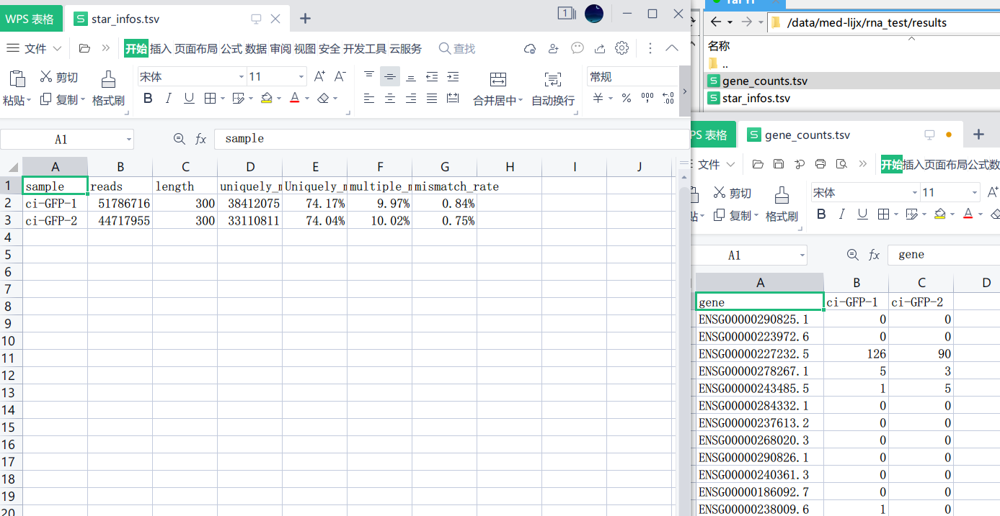 WPS 表格
star_infos.tsv
文件
开始 插入 页面布局 公式 数据 审阅 视图 安全 开发工具 云服务
查找
剪切
宋体 11
常规
粘贴 复制 格式刷
合并居中 自动换行
A1
fx sample
A B C D E F G H I J
1 sample reads length uniquely_m Uniquely_m multiple_m mismatch_rate
2 ci-GFP-1 51786716 300 38412075 74.17% 9.97% 0.84%
3 ci-GFP-2 44717955 300 33110811 74.04% 10.02% 0.75%
4
5
6
7
8
9
10
11
12
13
14
15
16
17
18
19
20
/data/med-lijx/rna_test/results
名称
..
gene_counts.tsv
star_infos.tsv
PS 表格
gene_counts.tsv
文件
开始 插入 页面布局 公式 数
剪切
宋体 11
贴 复制 格式刷
A1
fx gene
A B C D
gene ci-GFP-1 ci-GFP-2
ENSG00000290825.1 0 0
ENSG00000223972.6 0 0
ENSG00000227232.5 126 90
ENSG00000278267.1 5 3
ENSG00000243485.5 1 5
ENSG00000284332.1 0 0
ENSG00000237613.2 0 0
ENSG00000268020.3 0 0
ENSG00000290826.1 0 0
ENSG00000240361.3 0 0
ENSG00000186092.7 0 0
ENSG00000238009.6 1 0